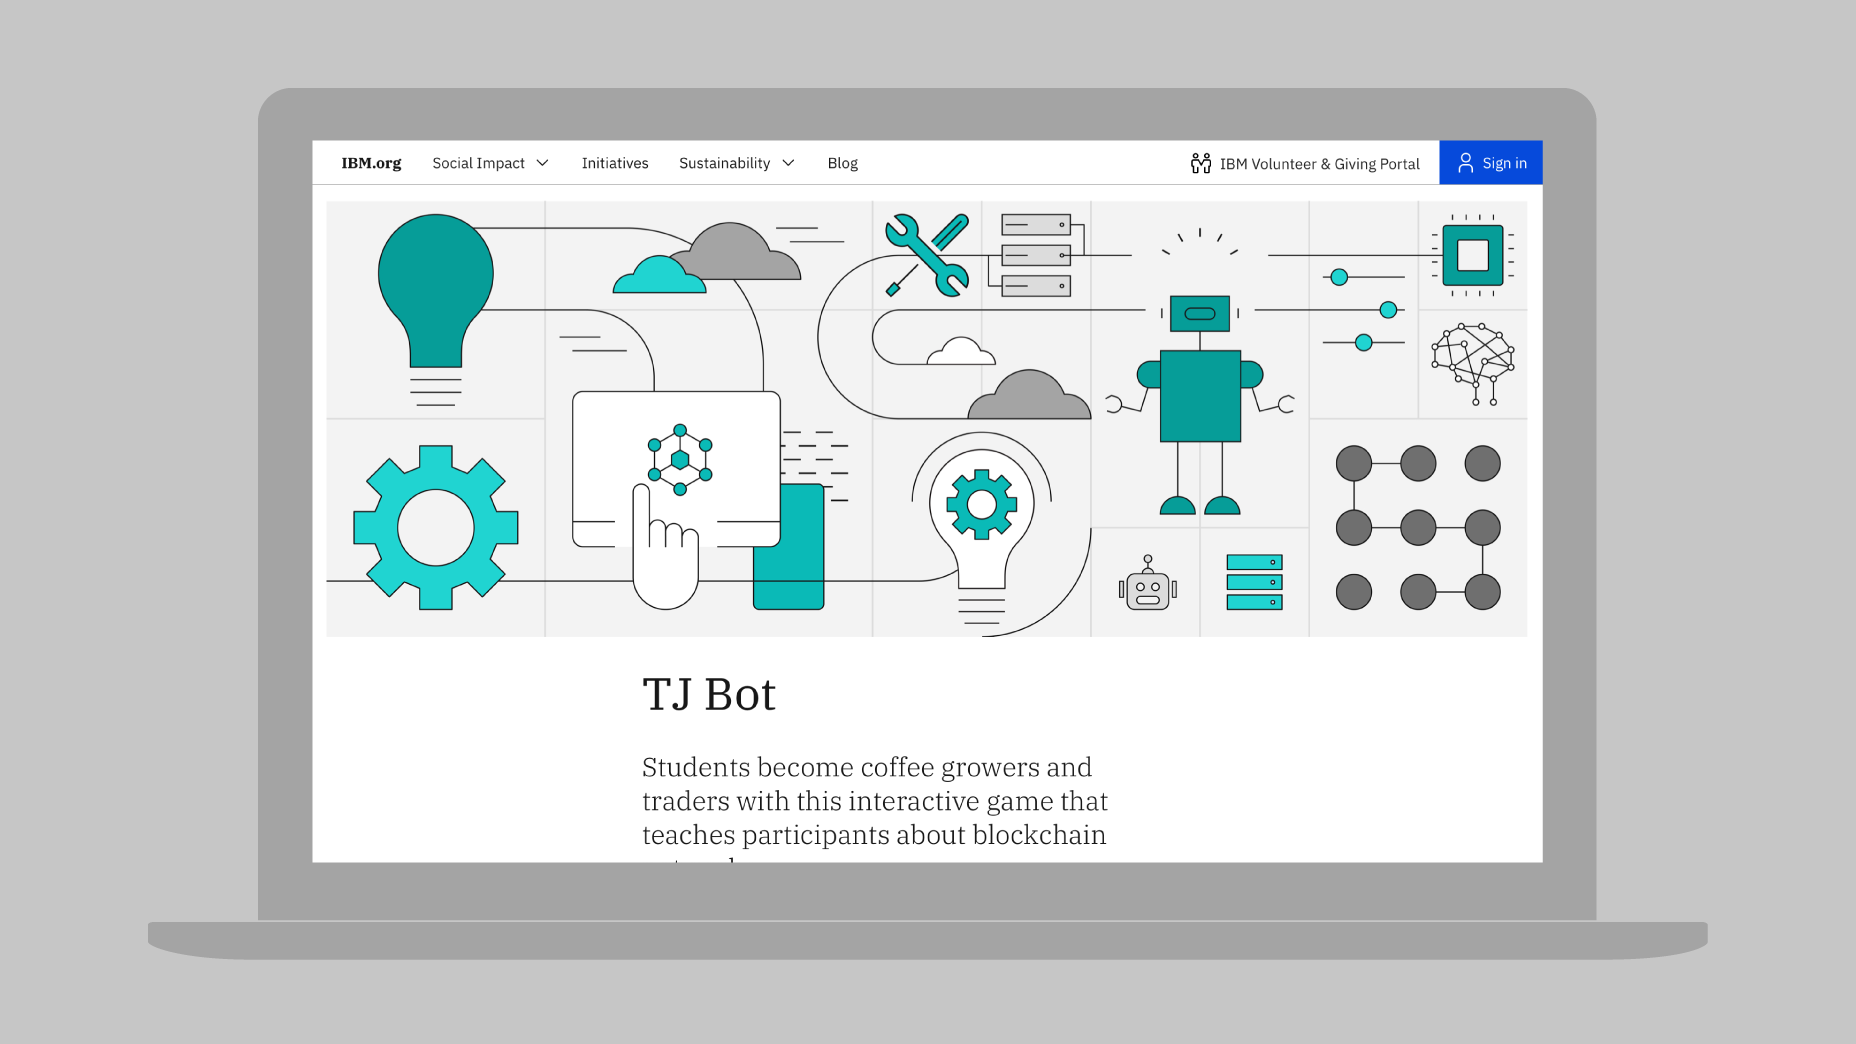 IBM.org Social Impact Initiatives Sustainability Blog IBM Volunteer & Giving Portal Sign in
TJ Bot
Students become coffee growers and
traders with this interactive game that
teaches participants about blockchain